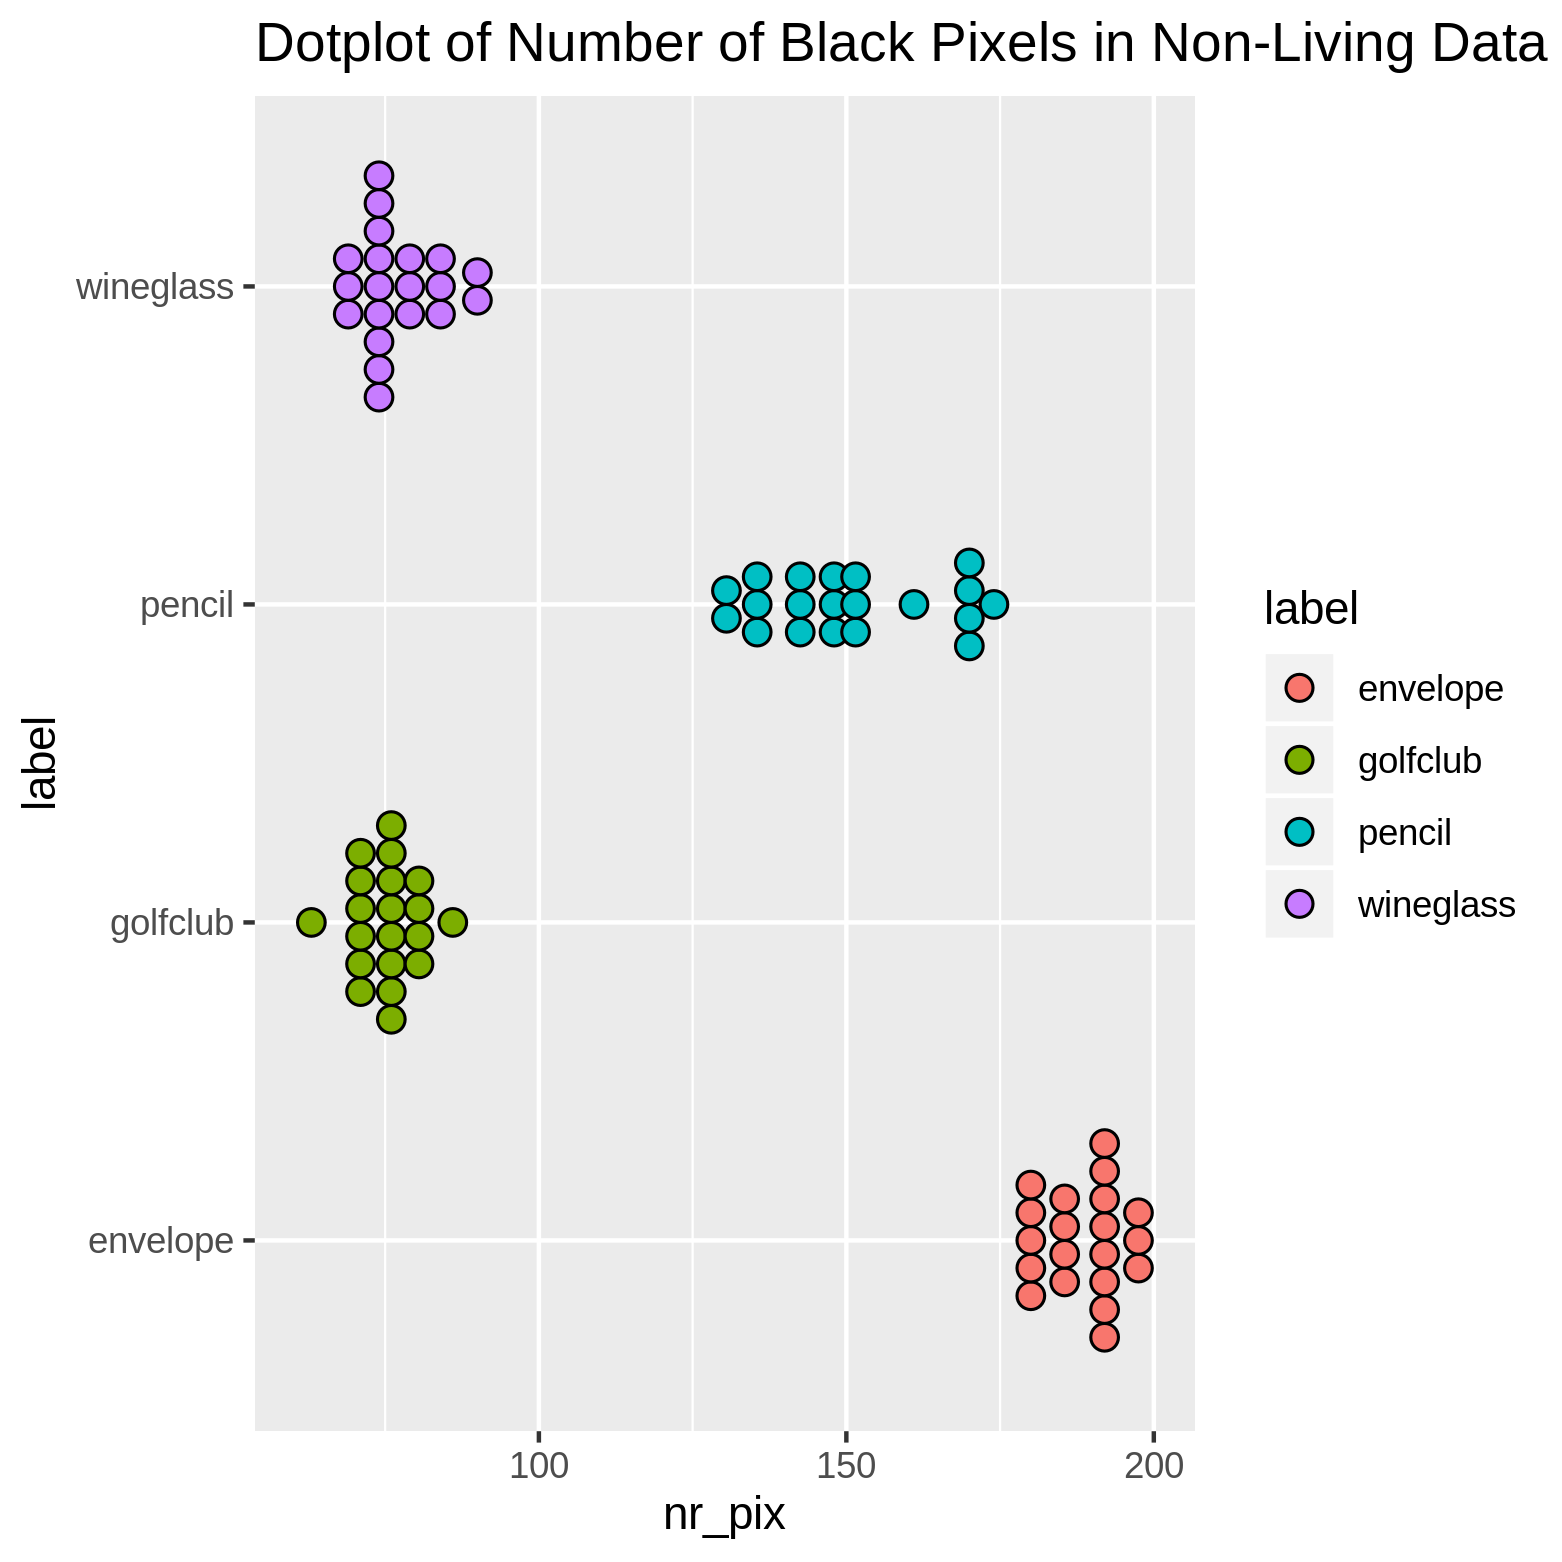 Dotplot of Number of Black Pixels in Non-Living Data
wineglass
pencil
golfclub
envelope
label
100
150
200
nr_pix
label
envelope
golfclub
pencil
wineglass